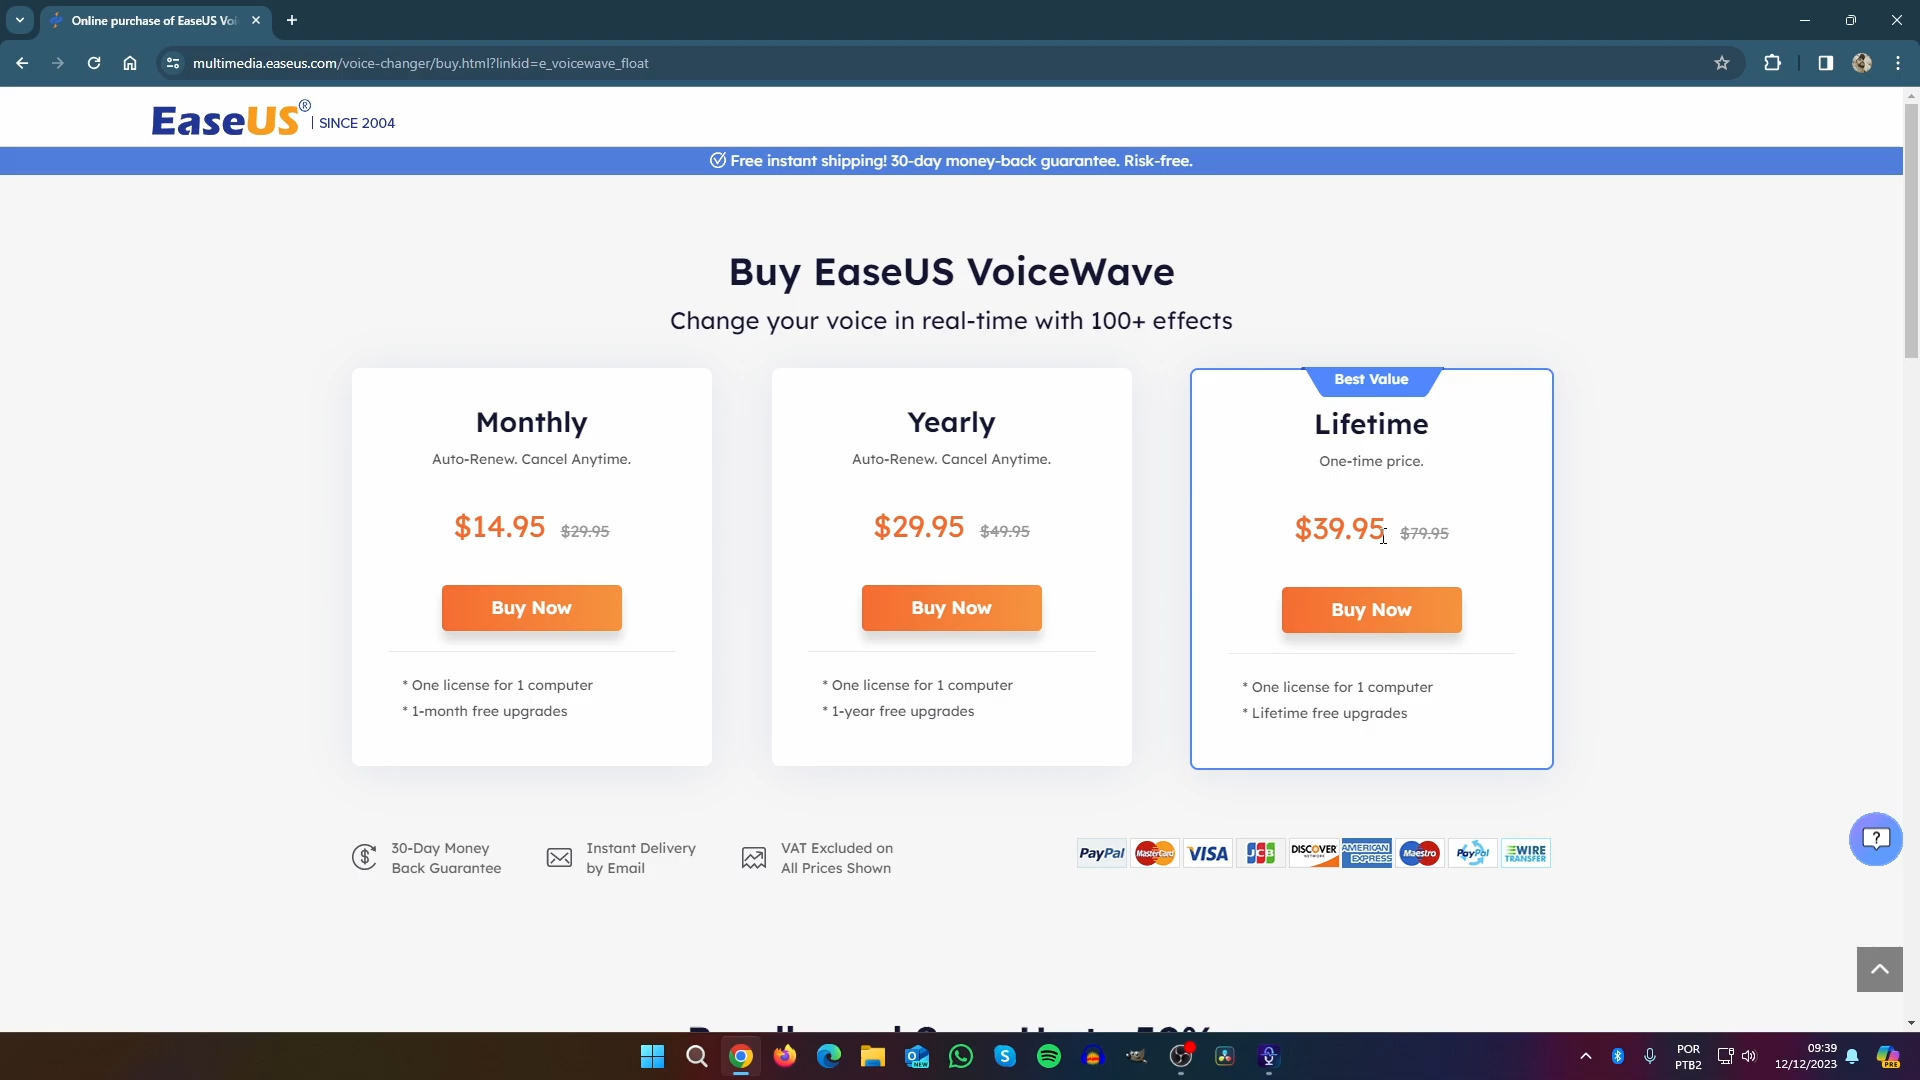 Online purchase of EaseUS Voi
multimedia.easeus.com/voice-changer/buy.html?linkid=e_voicewave_float
EaseUS® | SINCE 2004
Free instant shipping! 30-day money-back guarantee. Risk-free.
Buy EaseUS VoiceWave
Change your voice in real-time with 100+ effects
Monthly
Auto-Renew. Cancel Anytime.
$14.95 $29.95
Buy Now
* One license for 1 computer
* 1-month free upgrades
Yearly
Auto-Renew. Cancel Anytime.
$29.95 $49.95
Buy Now
* One license for 1 computer
* 1-year free upgrades
Best Value
Lifetime
One-time price.
$39.95 $79.95
Buy Now
* One license for 1 computer
* Lifetime free upgrades
30-Day Money
Back Guarantee
Instant Delivery
by Email
VAT Excluded on
All Prices Shown
PayPal MasterCard VISA JCB DISCOVER NETWORK AMERICAN EXPRESS Maestro PayPal WIRE TRANSFER
POR
PTB2
09:39
12/12/2023
NEW
PRE